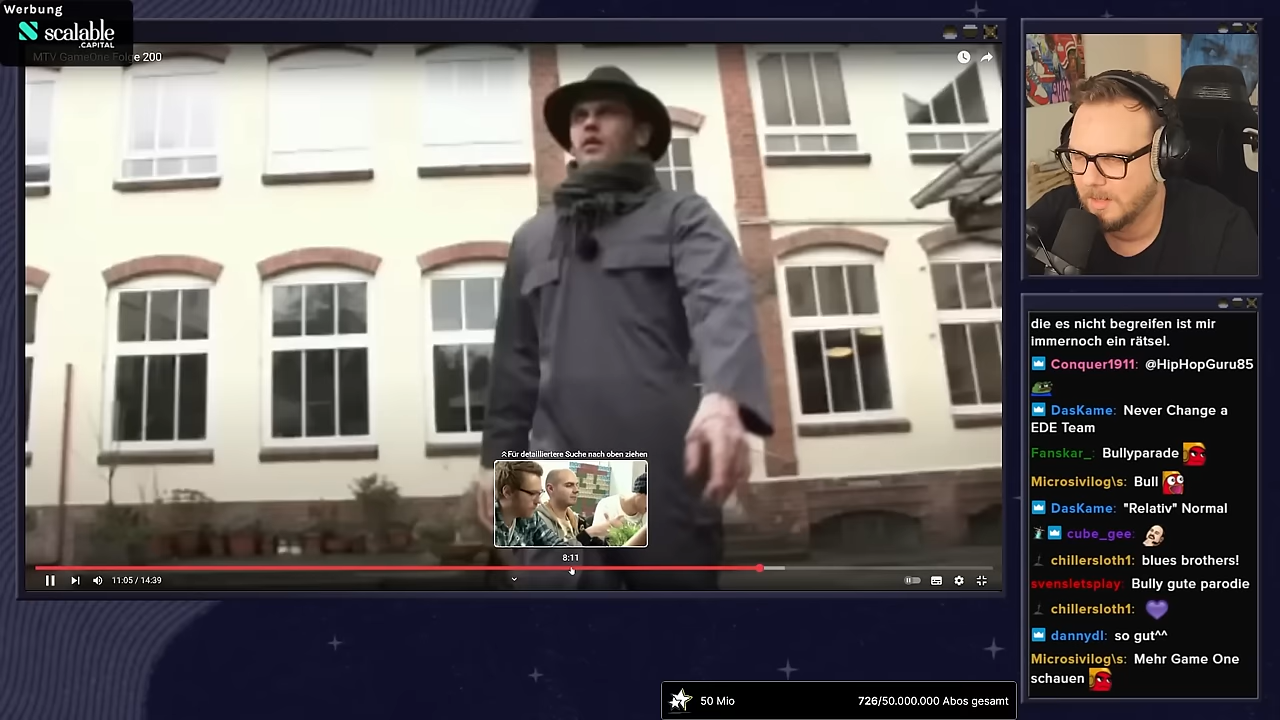 Werbung
scalable
.CAPITAL
MTV GameOne Folge 200
die es nicht begreifen ist mir
immernoch ein rätsel.
Conquer1911: @HipHopGuru85
DasKame: Never Change a
EDE Team
Fanskar_: Bullyparade
Microsivilog\s: Bull
DasKame: "Relativ" Normal
cube_gee:
chillersloth1: blues brothers!
svensletsplay: Bully gute parodie
chillersloth1:
dannydl: so gut^^
Microsivilog\s: Mehr Game One
schauen
Für detailliertere Suche nach oben ziehen
8:11
11:05 / 14:39
50 Mio
726/50.000.000 Abos gesamt